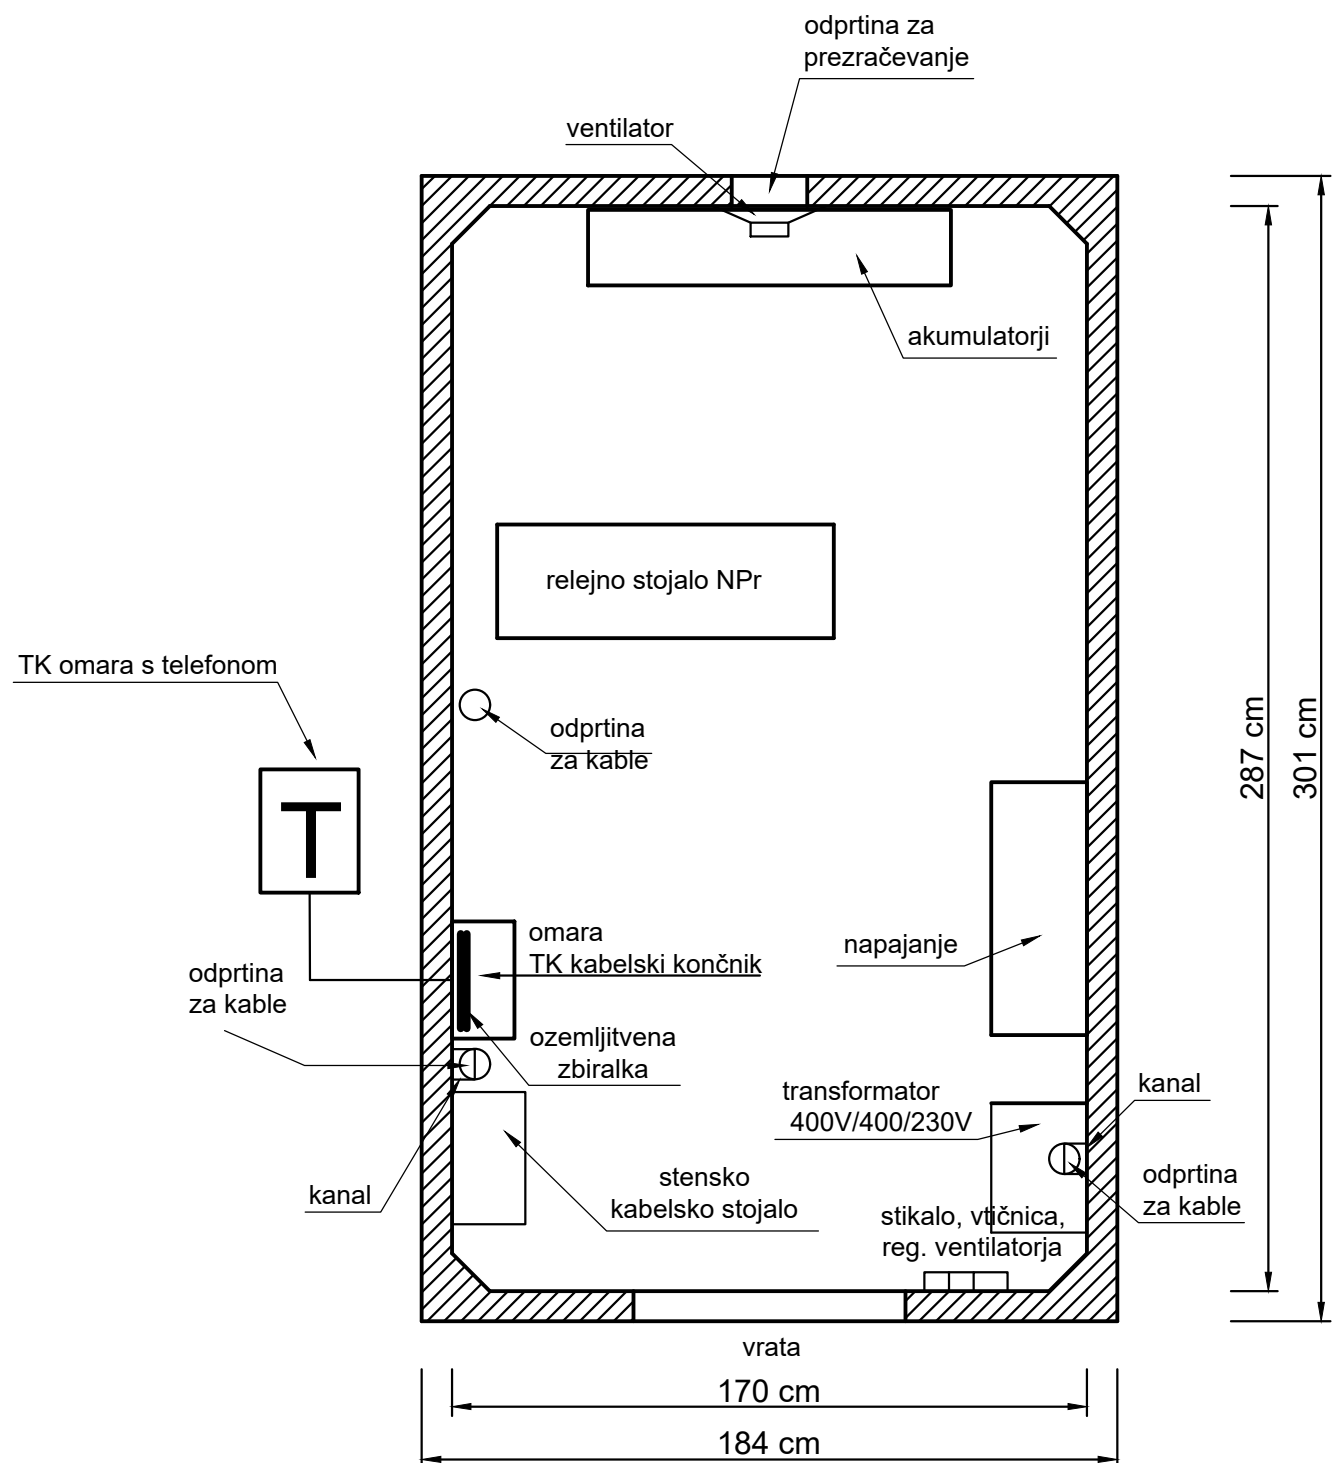 odprtina za
prezračevanje
ventilator
akumulatorji
relejno stojalo NPr
TK omara s telefonom
odprtina
za kable
T
287 cm
301 cm
omara
TK kabelski končnik
napajanje
odprtina
za kable
ozemljitvena
zbiralka
transformator
400V/400/230V
kanal
kanal
stensko
kabelsko stojalo
odprtina
za kable
stikalo, vtičnica,
reg. ventilatorja
vrata
170 cm
184 cm